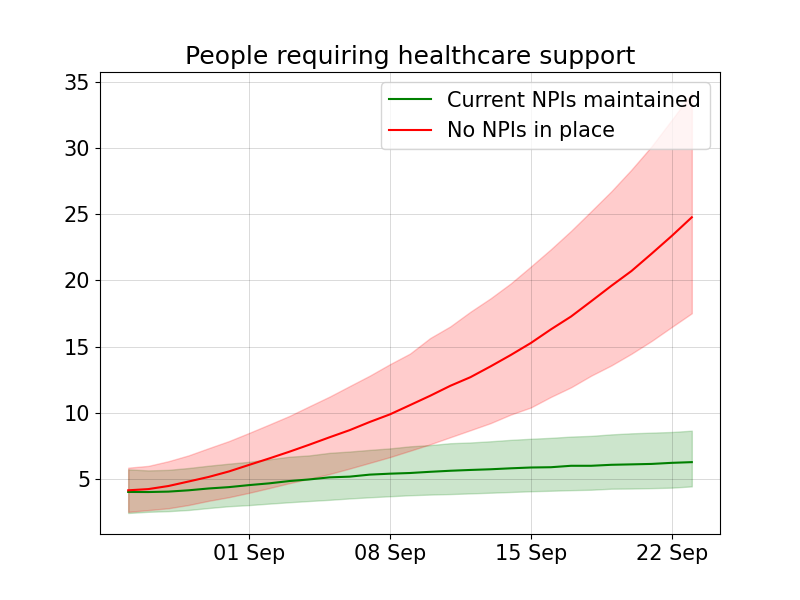 People requiring healthcare support
Current NPIs maintained
No NPIs in place
35
30
25
20
15
10
5
01 Sep
08 Sep
15 Sep
22 Sep